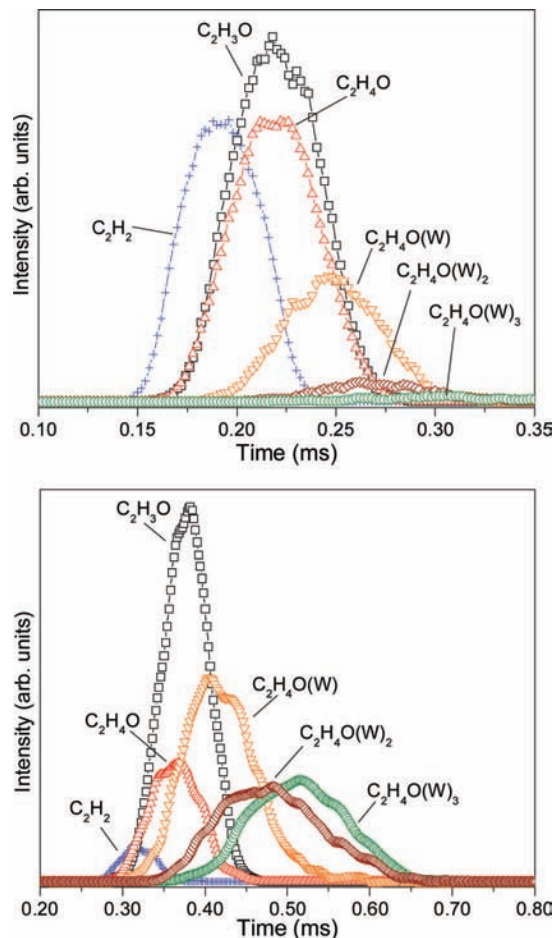 C₂H₃O
C₂H₄O
C₂H₂
C₂H₄O(W)
C₂H₄O(W)₂
C₂H₄O(W)₃
Intensity (arb. units)
0.10 0.15 0.20 0.25 0.30 0.35
Time (ms)
C₂H₃O
C₂H₄O(W)
C₂H₄O
C₂H₄O(W)₂
C₂H₂
C₂H₄O(W)₃
Intensity (arb. units)
0.20 0.30 0.40 0.50 0.60 0.70 0.80
Time (ms)